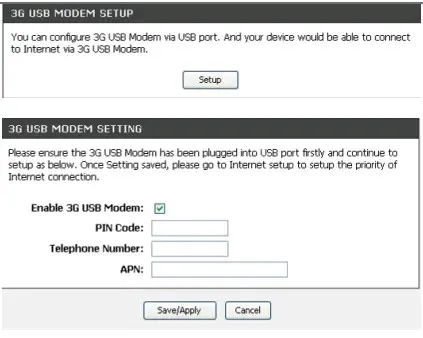 3G USB MODEM SETUP
You can configure 3G USB Modem via USB port. And your device would be able to connect
to Internet via 3G USB Modem.
Setup
3G USB MODEM SETTING
Please ensure the 3G USB Modem has been plugged into USB port firstly and continue to
setup as below. Once Setting saved, please go to Internet setup to setup the priority of
Internet connection.
Enable 3G USB Modem:
PIN Code:
Telephone Number:
APN:
Save/Apply Cancel